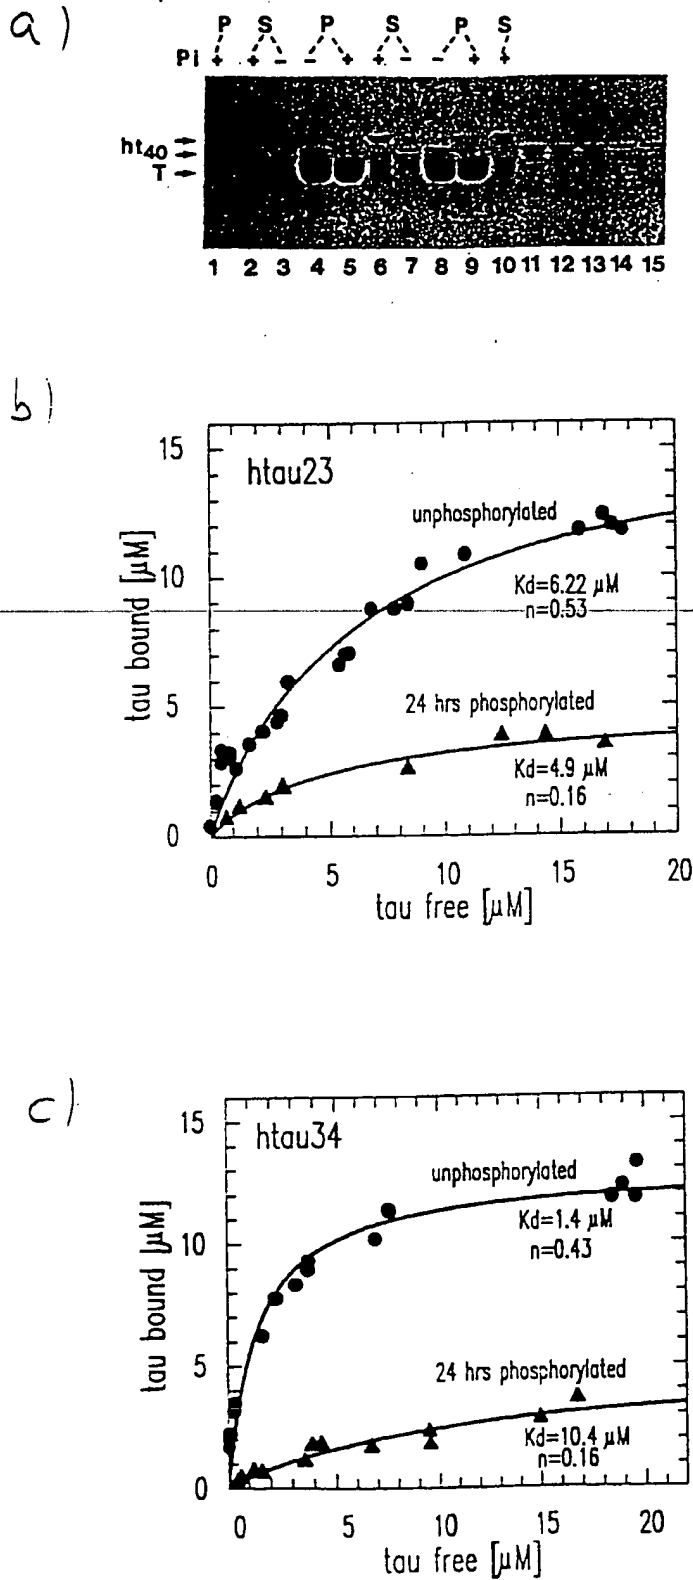 a)
P S P S P S
Pi + + - - + + - - + +
ht40
T
1 2 3 4 5 6 7 8 9 10 11 12 13 14 15
b)
htau23
unphosphorylated
Kd=6.22 μM
n=0.53
24 hrs phosphorylated
Kd=4.9 μM
n=0.16
tau bound [μM]
15
10
5
0
0 5 10 15 20
tau free [μM]
c)
htau34
unphosphorylated
Kd=1.4 μM
n=0.43
24 hrs phosphorylated
Kd=10.4 μM
n=0.16
tau bound [μM]
15
10
5
0
0 5 10 15 20
tau free [μM]